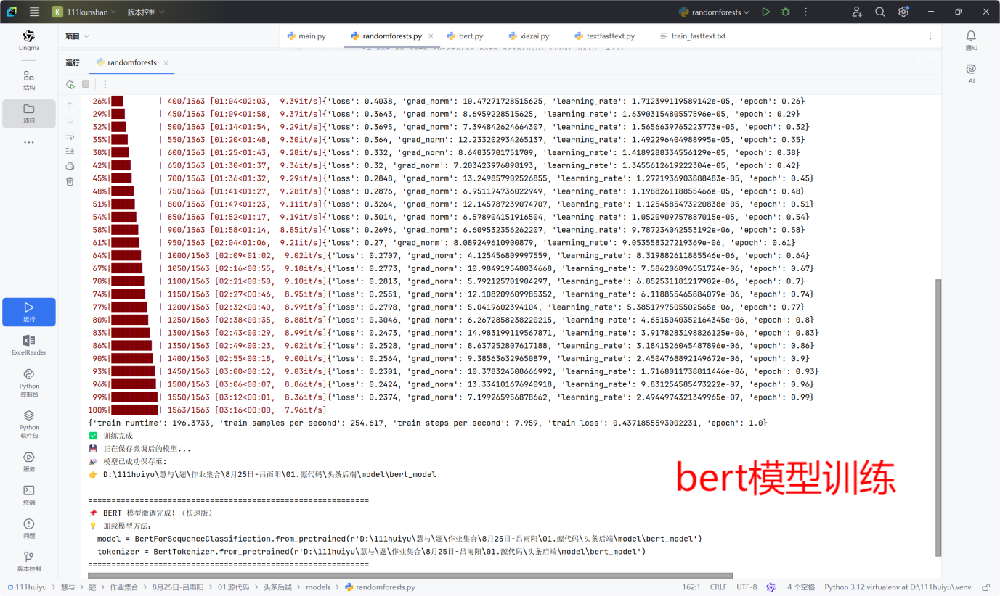 K 111kunshan 版本控制 randomforests
Lingma
结构
项目
运行
ExcelReader
Python
控制台
Python
软件包
服务
终端
问题
版本控制
项目
main.py randomforests.py bert.py xiazai.py textfasttext.py train_fasttext.txt
通知
AI
运行 randomforests
26%| | 400/1563 [01:04<02:03, 9.39it/s]{'loss': 0.4038, 'grad_norm': 10.47271728515625, 'learning_rate': 1.712399119589142e-05, 'epoch': 0.26}
29%| | 450/1563 [01:09<01:58, 9.37it/s]{'loss': 0.3643, 'grad_norm': 8.6959228515625, 'learning_rate': 1.6390315480557596e-05, 'epoch': 0.29}
32%| | 500/1563 [01:14<01:54, 9.29it/s]{'loss': 0.3695, 'grad_norm': 7.394842624664307, 'learning_rate': 1.5656639765223773e-05, 'epoch': 0.32}
35%| | 550/1563 [01:20<01:48, 9.30it/s]{'loss': 0.364, 'grad_norm': 12.233202934265137, 'learning_rate': 1.492296404988995e-05, 'epoch': 0.35}
38%| | 600/1563 [01:25<01:43, 9.28it/s]{'loss': 0.332, 'grad_norm': 8.64035701751709, 'learning_rate': 1.4189288334556129e-05, 'epoch': 0.38}
42%| | 650/1563 [01:30<01:37, 9.36it/s]{'loss': 0.32, 'grad_norm': 7.203423976898193, 'learning_rate': 1.3455612619222304e-05, 'epoch': 0.42}
45%| | 700/1563 [01:36<01:32, 9.29it/s]{'loss': 0.2848, 'grad_norm': 13.249857902526855, 'learning_rate': 1.2721936903888483e-05, 'epoch': 0.45}
48%| | 750/1563 [01:41<01:27, 9.28it/s]{'loss': 0.2876, 'grad_norm': 6.951174736022949, 'learning_rate': 1.198826118855466e-05, 'epoch': 0.48}
51%| | 800/1563 [01:47<01:23, 9.11it/s]{'loss': 0.3264, 'grad_norm': 12.145787239074707, 'learning_rate': 1.1254585473220838e-05, 'epoch': 0.51}
54%| | 850/1563 [01:52<01:17, 9.19it/s]{'loss': 0.3014, 'grad_norm': 6.578904151916504, 'learning_rate': 1.0520909757887015e-05, 'epoch': 0.54}
58%| | 900/1563 [01:58<01:14, 8.85it/s]{'loss': 0.2696, 'grad_norm': 6.609532356262207, 'learning_rate': 9.787234042553192e-06, 'epoch': 0.58}
61%| | 950/1563 [02:04<01:06, 9.21it/s]{'loss': 0.27, 'grad_norm': 8.089249610900879, 'learning_rate': 9.053558327219369e-06, 'epoch': 0.61}
64%| | 1000/1563 [02:09<01:02, 9.02it/s]{'loss': 0.2707, 'grad_norm': 4.125456809997559, 'learning_rate': 8.319882611885546e-06, 'epoch': 0.64}
67%| | 1050/1563 [02:16<00:55, 9.18it/s]{'loss': 0.2773, 'grad_norm': 10.984919548034668, 'learning_rate': 7.586206896551724e-06, 'epoch': 0.67}
70%| | 1100/1563 [02:21<00:50, 9.10it/s]{'loss': 0.2813, 'grad_norm': 5.792125701904297, 'learning_rate': 6.852531181217902e-06, 'epoch': 0.7}
74%| | 1150/1563 [02:27<00:46, 8.95it/s]{'loss': 0.2551, 'grad_norm': 12.108209609985352, 'learning_rate': 6.118855465884079e-06, 'epoch': 0.74}
77%| | 1200/1563 [02:32<00:40, 8.99it/s]{'loss': 0.2798, 'grad_norm': 5.0419602394104, 'learning_rate': 5.3851797505502565e-06, 'epoch': 0.77}
80%| | 1250/1563 [02:38<00:35, 8.88it/s]{'loss': 0.3046, 'grad_norm': 6.2672858238220215, 'learning_rate': 4.6515040352164345e-06, 'epoch': 0.8}
83%| | 1300/1563 [02:43<00:29, 8.99it/s]{'loss': 0.2473, 'grad_norm': 14.983199119567871, 'learning_rate': 3.9178283198826125e-06, 'epoch': 0.83}
86%| | 1350/1563 [02:49<00:23, 9.02it/s]{'loss': 0.2528, 'grad_norm': 8.637252807617188, 'learning_rate': 3.1841526045487896e-06, 'epoch': 0.86}
90%| | 1400/1563 [02:55<00:18, 9.00it/s]{'loss': 0.2564, 'grad_norm': 9.385636329650879, 'learning_rate': 2.4504768892149672e-06, 'epoch': 0.9}
93%| | 1450/1563 [03:00<00:12, 9.03it/s]{'loss': 0.2301, 'grad_norm': 10.378324508666992, 'learning_rate': 1.7168011738811446e-06, 'epoch': 0.93}
96%| | 1500/1563 [03:06<00:07, 8.86it/s]{'loss': 0.2424, 'grad_norm': 13.334101676940918, 'learning_rate': 9.831254585473222e-07, 'epoch': 0.96}
99%| | 1550/1563 [03:12<00:01, 8.36it/s]{'loss': 0.2374, 'grad_norm': 7.199265956878662, 'learning_rate': 2.4944974321349965e-07, 'epoch': 0.99}
100%| | 1563/1563 [03:16<00:00, 7.96it/s]
{'train_runtime': 196.3733, 'train_samples_per_second': 254.617, 'train_steps_per_second': 7.959, 'train_loss': 0.4371855593002231, 'epoch': 1.0}
✅ 训练完成
💾 正在保存微调后的模型...
🎉 模型已成功保存至:
👉 D:\111huiyu\慧与\题\作业集合\8月25日-吕雨阳\01.源代码\头条后端\model\bert_model
bert模型训练
============================================================
📌 BERT 模型微调完成！（快速版）
💡 加载模型方法:
model = BertForSequenceClassification.from_pretrained(r'D:\111huiyu\慧与\题\作业集合\8月25日-吕雨阳\01.源代码\头条后端\model\bert_model')
tokenizer = BertTokenizer.from_pretrained(r'D:\111huiyu\慧与\题\作业集合\8月25日-吕雨阳\01.源代码\头条后端\model\bert_model')
============================================================
111huiyu > 慧与 > 题 > 作业集合 > 8月25日-吕雨阳 > 01.源代码 > 头条后端 > models > randomforests.py 162:1 CRLF UTF-8 4 个空格 Python 3.12 virtualenv at D:\111huiyu\.venv